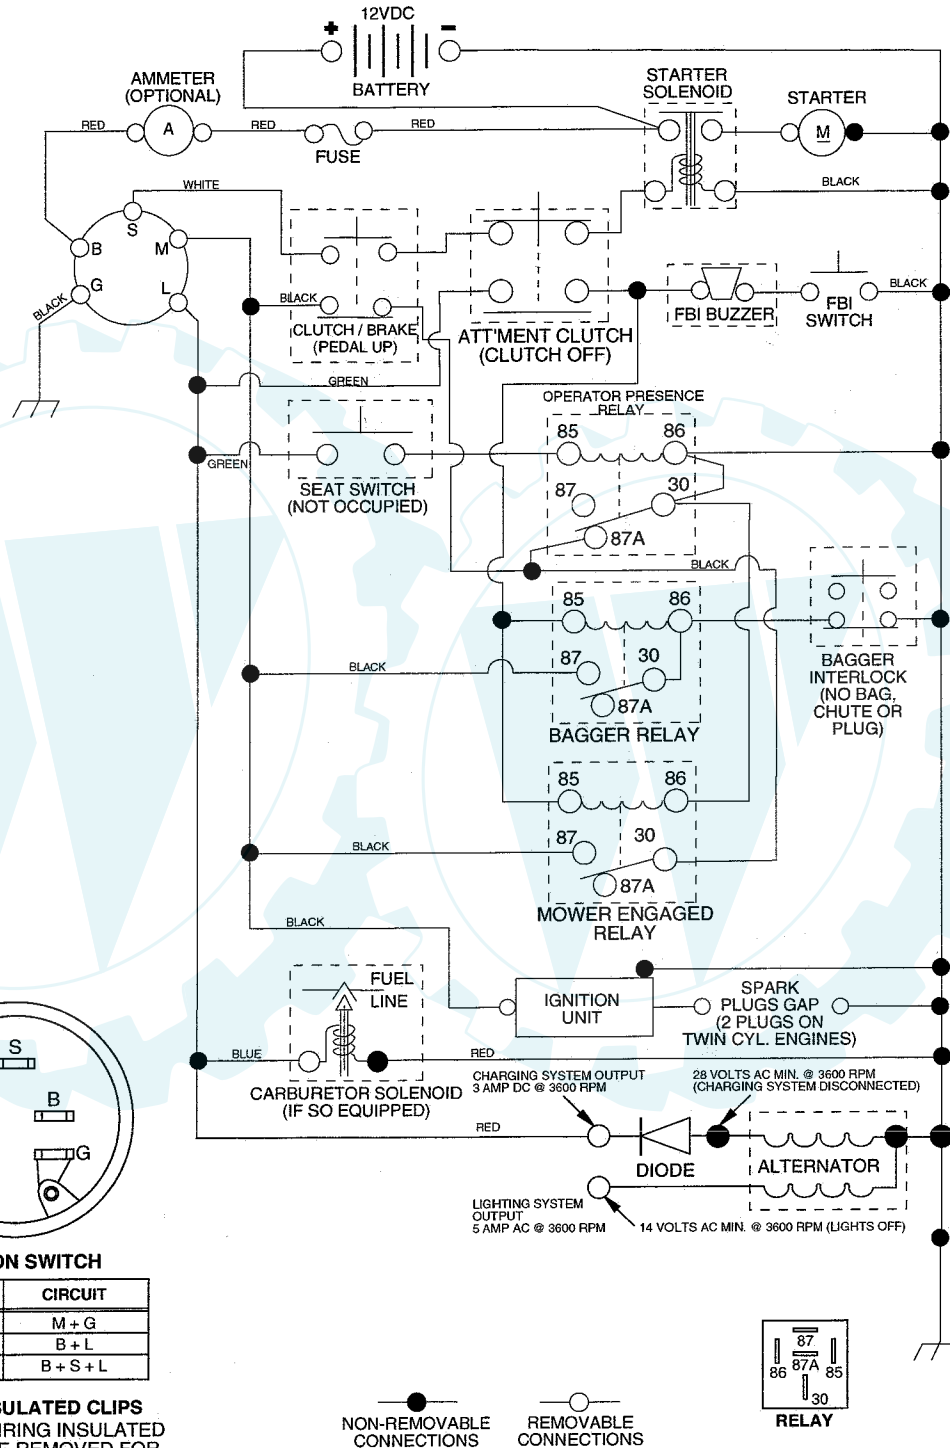 12VDC
+
−
BATTERY
AMMETER
(OPTIONAL)
STARTER
SOLENOID
STARTER
RED
A
RED
RED
M
FUSE
WHITE
BLACK
S
B
M
G
L
BLACK
BLACK
BLACK
CLUTCH / BRAKE
(PEDAL UP)
ATT'MENT CLUTCH
(CLUTCH OFF)
FBI BUZZER
FBI
SWITCH
GREEN
OPERATOR PRESENCE
RELAY
85
86
GREEN
SEAT SWITCH
(NOT OCCUPIED)
87
30
87A
BLACK
85
86
BLACK
87
30
87A
BAGGER RELAY
BAGGER
INTERLOCK
(NO BAG,
CHUTE OR
PLUG)
85
86
BLACK
87
30
87A
MOWER ENGAGED
RELAY
BLACK
FUEL
LINE
IGNITION
UNIT
SPARK
PLUGS GAP
(2 PLUGS ON
TWIN CYL. ENGINES)
BLUE
RED
CARBURETOR SOLENOID
(IF SO EQUIPPED)
CHARGING SYSTEM OUTPUT
3 AMP DC @ 3600 RPM
28 VOLTS AC MIN. @ 3600 RPM
(CHARGING SYSTEM DISCONNECTED)
RED
DIODE
ALTERNATOR
LIGHTING SYSTEM
OUTPUT
5 AMP AC @ 3600 RPM
14 VOLTS AC MIN. @ 3600 RPM (LIGHTS OFF)
S
B
G
ON SWITCH
CIRCUIT
M + G
B + L
B + S + L
SULATED CLIPS
IRING INSULATED
E REMOVED FOR
NON-REMOVABLE
CONNECTIONS
REMOVABLE
CONNECTIONS
87
86
87A
85
30
RELAY